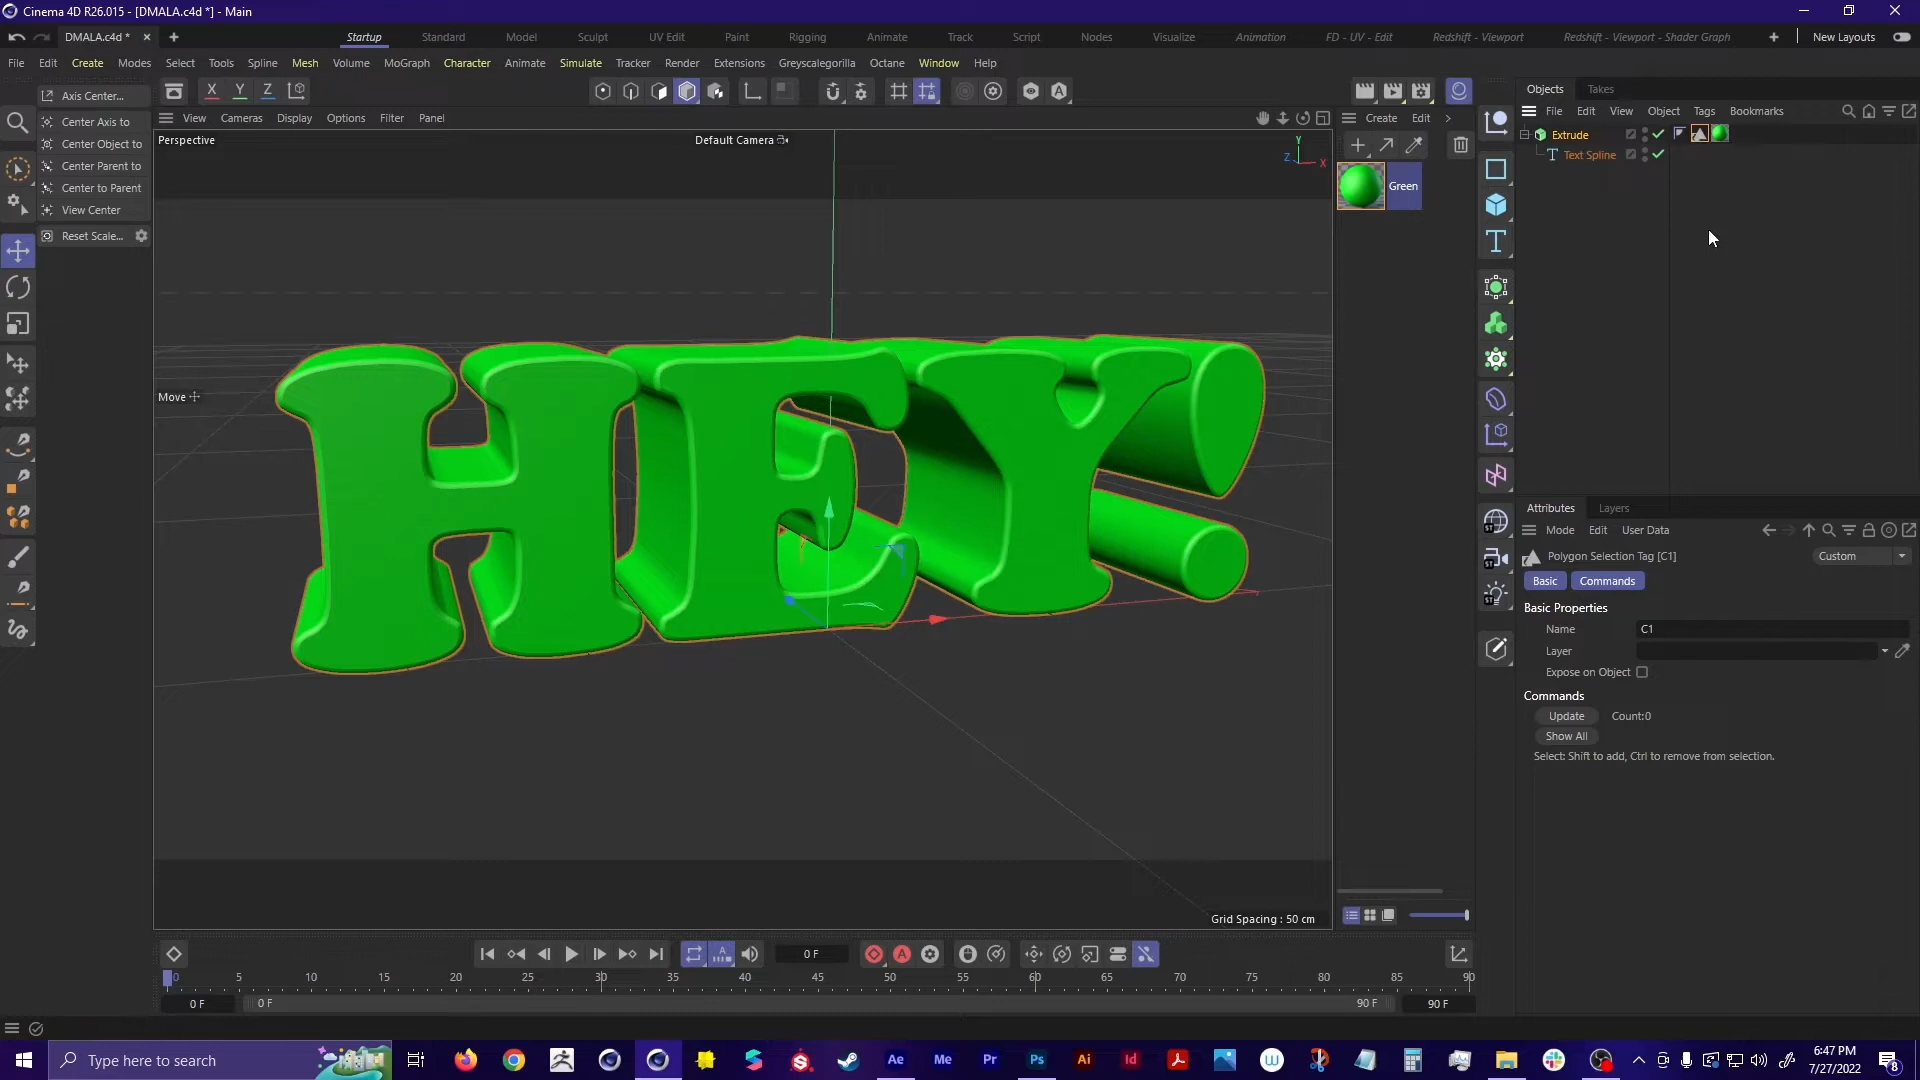 Cinema 4D R26.015 - [DMALA.c4d *] - Main
DMALA.c4d *
Startup Standard Model Sculpt UV Edit Paint Rigging Animate Track Script Nodes Visualize Animation FD - UV - Edit Redshift - Viewport Redshift - Viewport - Shader Graph New Layouts
File Edit Create Modes Select Tools Spline Mesh Volume MoGraph Character Animate Simulate Tracker Render Extensions Greyscalegorilla Octane Window Help
X Y Z
Axis Center...
Center Axis to
Center Object to
Center Parent to
Center to Parent
View Center
Reset Scale...
View Cameras Display Options Filter Panel
Perspective
Default Camera
Y
Z X
Move
HEY!
Grid Spacing : 50 cm
Create Edit
Green
Objects Takes
File Edit View Object Tags Bookmarks
Extrude
Text Spline
Attributes Layers
Mode Edit User Data
Polygon Selection Tag [C1]
Custom
Basic Commands
Basic Properties
Name C1
Layer
Expose on Object
Commands
Update Count:0
Show All
Select: Shift to add, Ctrl to remove from selection.
0 F
0 5 10 15 20 25 30 35 40 45 50 55 60 65 70 75 80 85 90
0 F 0 F 90 F 90 F
Type here to search
Ae Me Pr Ps Ai Id
6:47 PM
7/27/2022
8